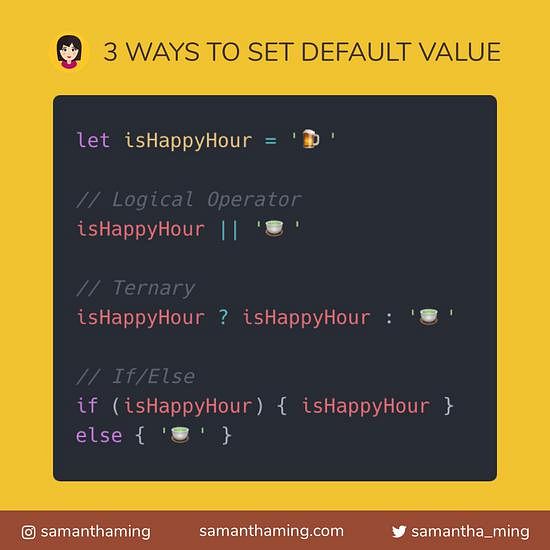 3 WAYS TO SET DEFAULT VALUE
let isHappyHour = '🍺'
// Logical Operator
isHappyHour || '🍵'
// Ternary
isHappyHour ? isHappyHour : '🍵'
// If/Else
if (isHappyHour) { isHappyHour }
else { '🍵' }
samanthaming samanthaming.com samantha_ming